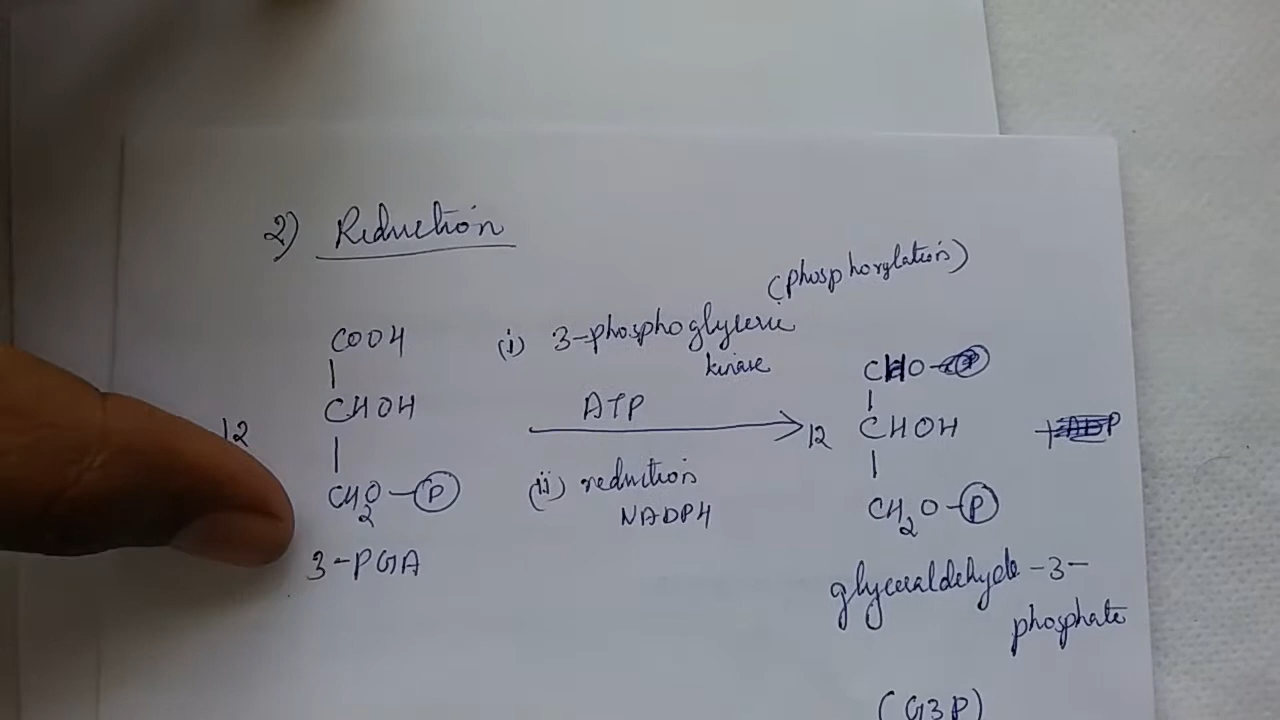 2) Reduction
(phosphorylation)
(i) 3-phosphoglyceric
kinase
COOH
CHOH
12
CH2O-P
3-PGA
ATP
(ii) reduction
NADPH
CHO-
12 CHOH +
CH2O-P
glyceraldehyde-3-
phosphate
(G3P)